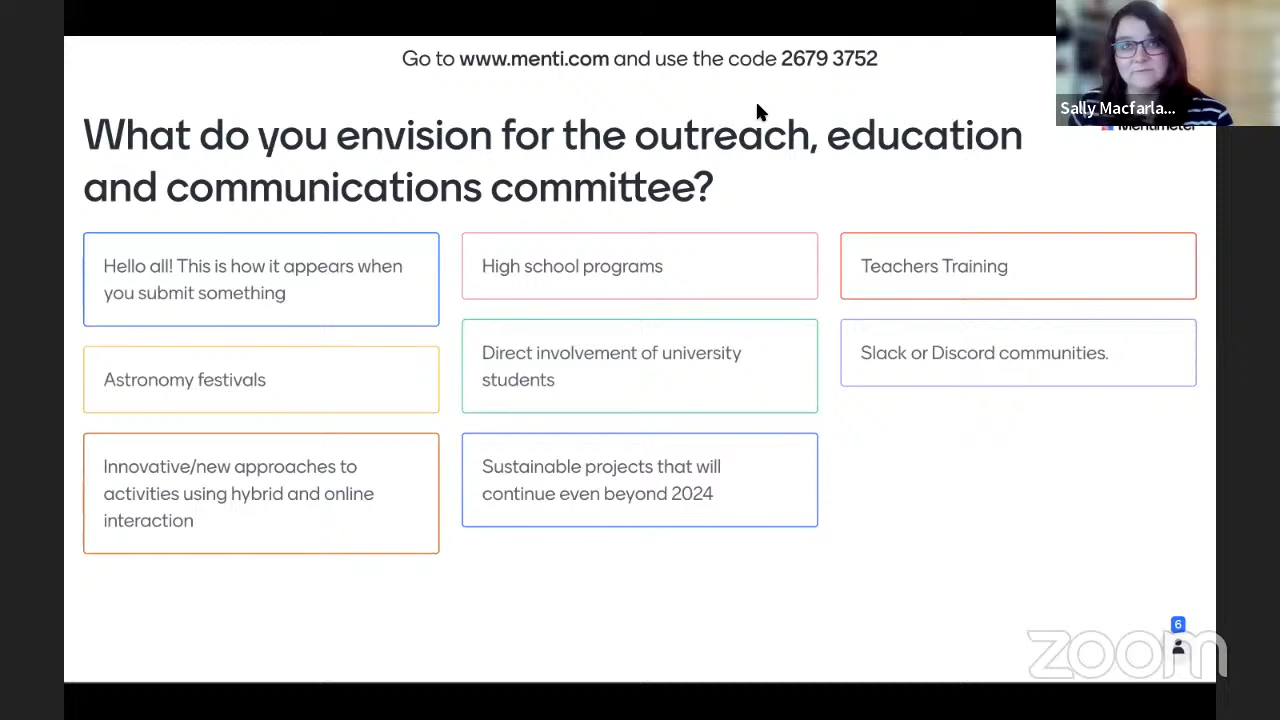 Go to www.menti.com and use the code 2679 3752
Sally Macfarla...
Mentimeter
What do you envision for the outreach, education
and communications committee?
Hello all! This is how it appears when
you submit something
High school programs
Teachers Training
Astronomy festivals
Direct involvement of university
students
Slack or Discord communities.
Innovative/new approaches to
activities using hybrid and online
interaction
Sustainable projects that will
continue even beyond 2024
6
zoom